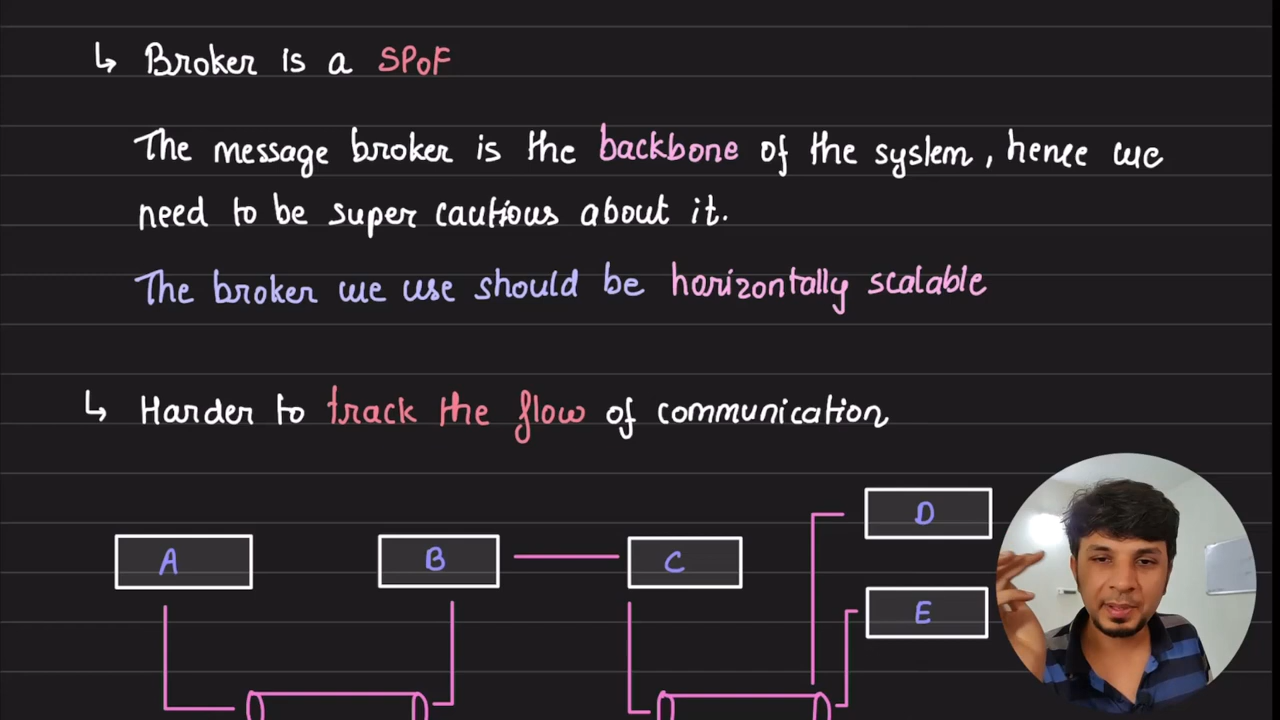 ↳ Broker is a SPoF
The message broker is the backbone of the system, hence we
need to be super cautious about it.
The broker we use should be horizontally scalable
↳ Harder to track the flow of communication
A
B
C
D
E